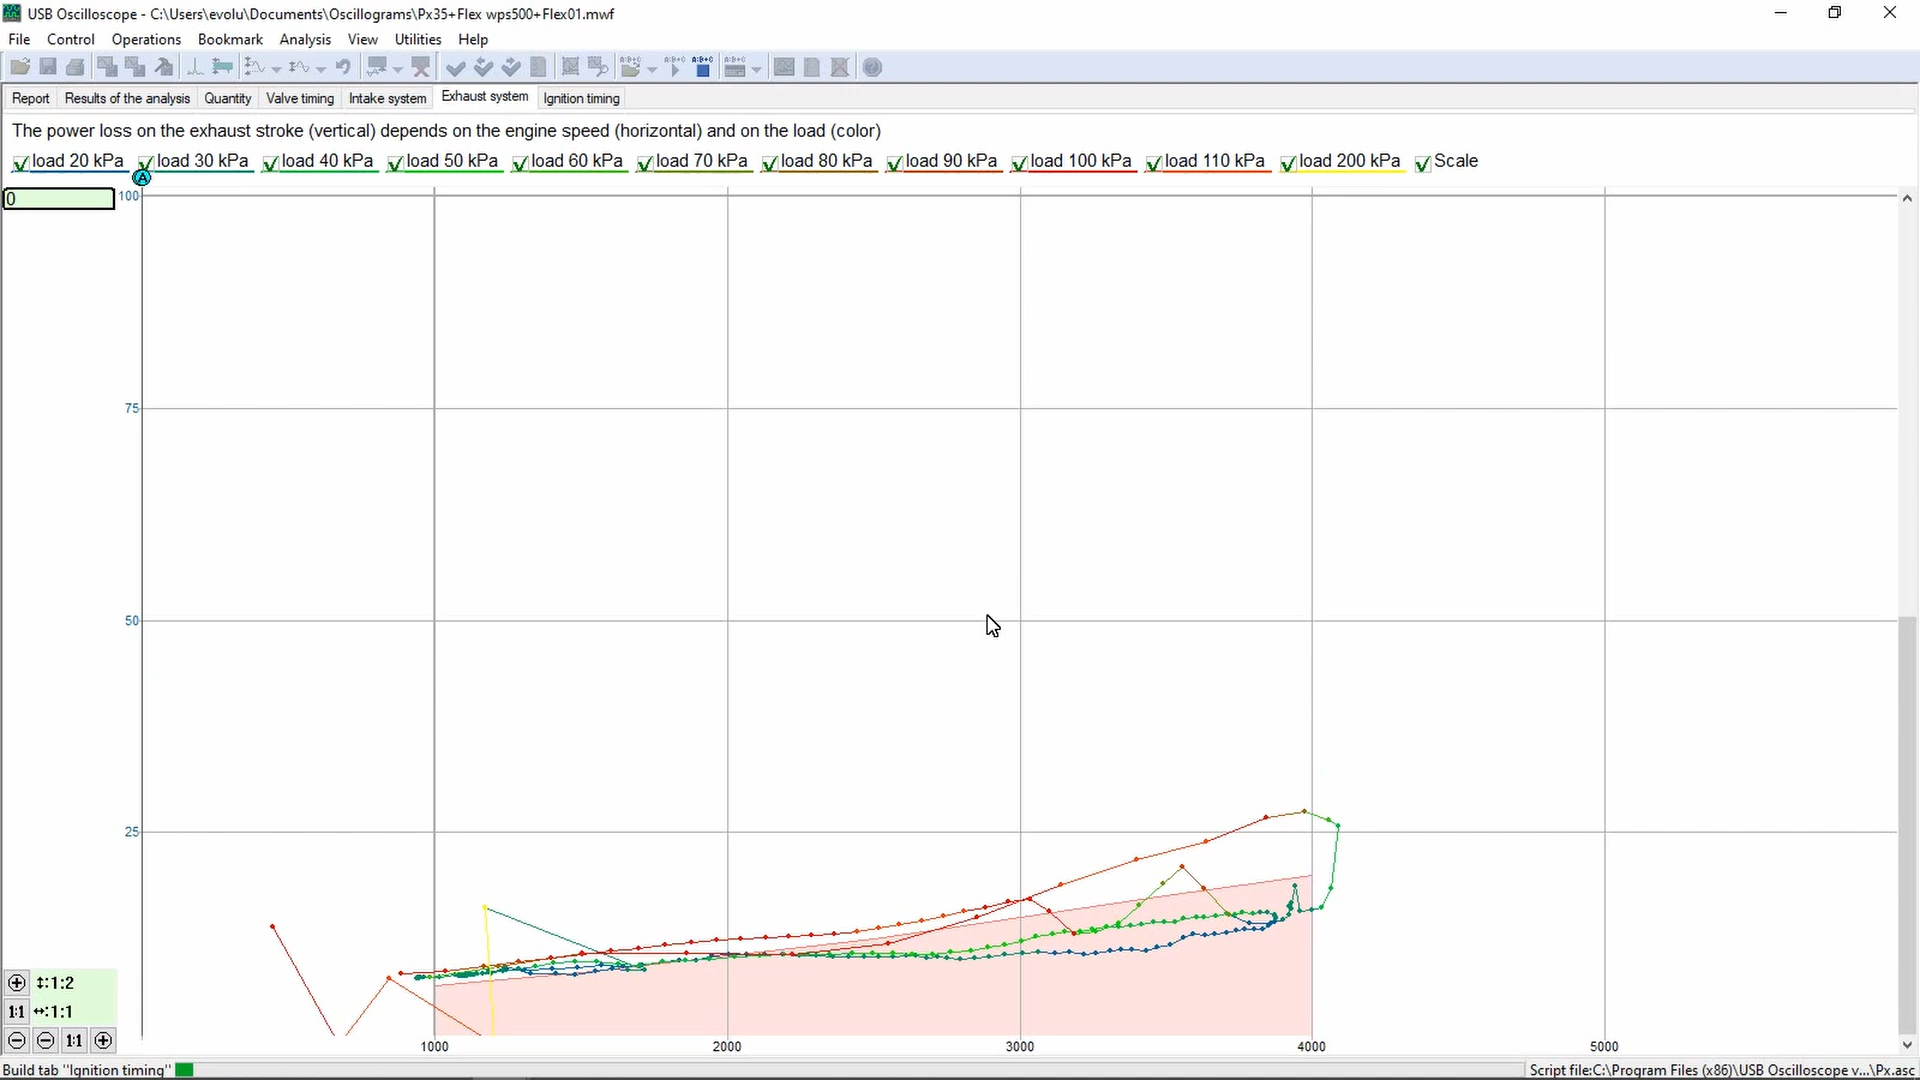 USB Oscilloscope - C:\Users\evolu\Documents\Oscillograms\Px35+Flex wps500+Flex01.mwf
File Control Operations Bookmark Analysis View Utilities Help
A:B+C A:B+C A:B+C A:B+C
Report Results of the analysis Quantity Valve timing Intake system Exhaust system Ignition timing
The power loss on the exhaust stroke (vertical) depends on the engine speed (horizontal) and on the load (color)
load 20 kPa load 30 kPa load 40 kPa load 50 kPa load 60 kPa load 70 kPa load 80 kPa load 90 kPa load 100 kPa load 110 kPa load 200 kPa Scale
A
0
100
75
50
25
1:2
1:1 1:1
1:1
1000 2000 3000 4000 5000
Build tab "Ignition timing"
Script file:C:\Program Files (x86)\USB Oscilloscope v...\Px.asc